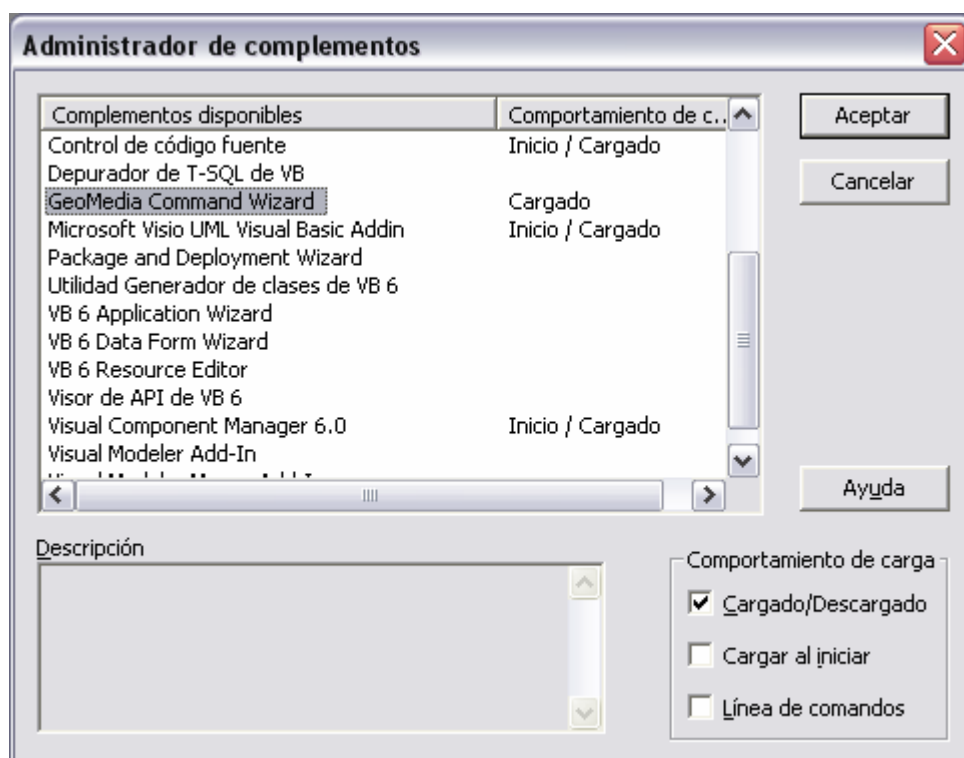 Administrador de complementos
Complementos disponibles Comportamiento de c..
Control de código fuente Inicio / Cargado
Depurador de T-SQL de VB
GeoMedia Command Wizard Cargado
Microsoft Visio UML Visual Basic Addin Inicio / Cargado
Package and Deployment Wizard
Utilidad Generador de clases de VB 6
VB 6 Application Wizard
VB 6 Data Form Wizard
VB 6 Resource Editor
Visor de API de VB 6
Visual Component Manager 6.0 Inicio / Cargado
Visual Modeler Add-In
Aceptar
Cancelar
Ayuda
Descripción
Comportamiento de carga
Cargado/Descargado
Cargar al iniciar
Línea de comandos